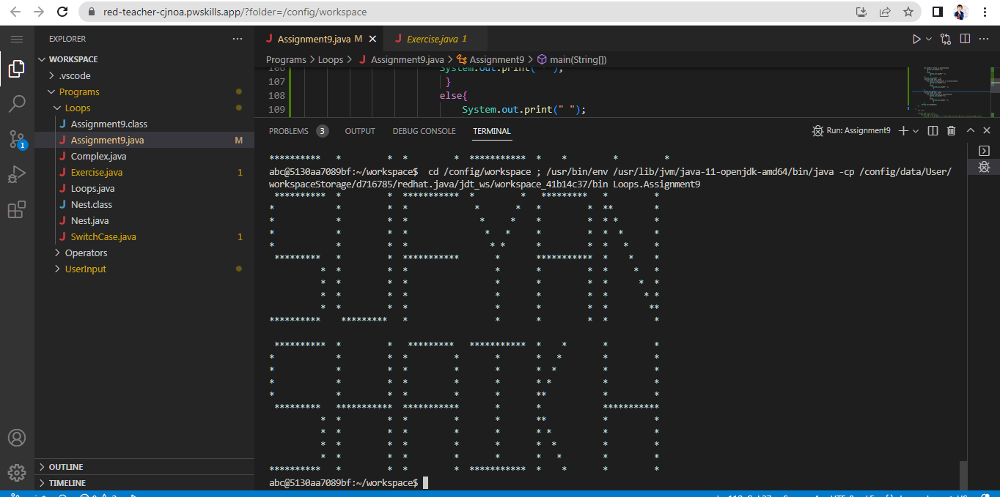 red-teacher-cjnoa.pwskills.app/?folder=/config/workspace
EXPLORER
WORKSPACE
.vscode
Programs
Loops
Assignment9.class
Assignment9.java M
Complex.java
Exercise.java 1
Loops.java
Nest.class
Nest.java
SwitchCase.java 1
Operators
UserInput
OUTLINE
TIMELINE
1
Assignment9.java M
Exercise.java 1
Programs > Loops > Assignment9.java > Assignment9 > main(String[])
107 }
108 else{
109 System.out.print(" ");
PROBLEMS 3 OUTPUT DEBUG CONSOLE TERMINAL
Run: Assignment9
**********   *         *  *         *  ***********  *    *         *         *
abc@5130aa7089bf:~/workspace$  cd /config/workspace ; /usr/bin/env /usr/lib/jvm/java-11-openjdk-amd64/bin/java -cp /config/data/User/
workspaceStorage/d716785/redhat.java/jdt_ws/workspace_41b14c37/bin Loops.Assignment9
 **********  *         *  ***********  *         *  **********  *         *
*            *         *  *             *       *   *         *  **        *
*            *         *  *              *     *    *         *  * *       *
*            *         *  *               *   *     *         *  *  *      *
*            *         *  *                * *      *         *  *   *     *
 *********   *         *  ***********       *       ***********  *    *    *
          *  *         *  *                 *       *         *  *     *   *
          *  *         *  *                 *       *         *  *      *  *
          *  *         *  *                 *       *         *  *       * *
          *  *         *  *                 *       *         *  *        **
**********    *********   *                 *       *         *  *         *
 **********  *         *   *********   ***********  *    *       *         *
*            *         *  *         *       *       *   *        *         *
*            *         *  *         *       *       *  *         *         *
*            *         *  *         *       *       * *          *         *
*            *         *  *         *       *       **           *         *
 *********   ***********  ***********       *       *            ***********
          *  *         *  *         *       *       **           *         *
          *  *         *  *         *       *       * *          *         *
          *  *         *  *         *       *       *  *         *         *
          *  *         *  *         *       *       *   *        *         *
**********   *         *  *         *  ***********  *    *       *         *
abc@5130aa7089bf:~/workspace$